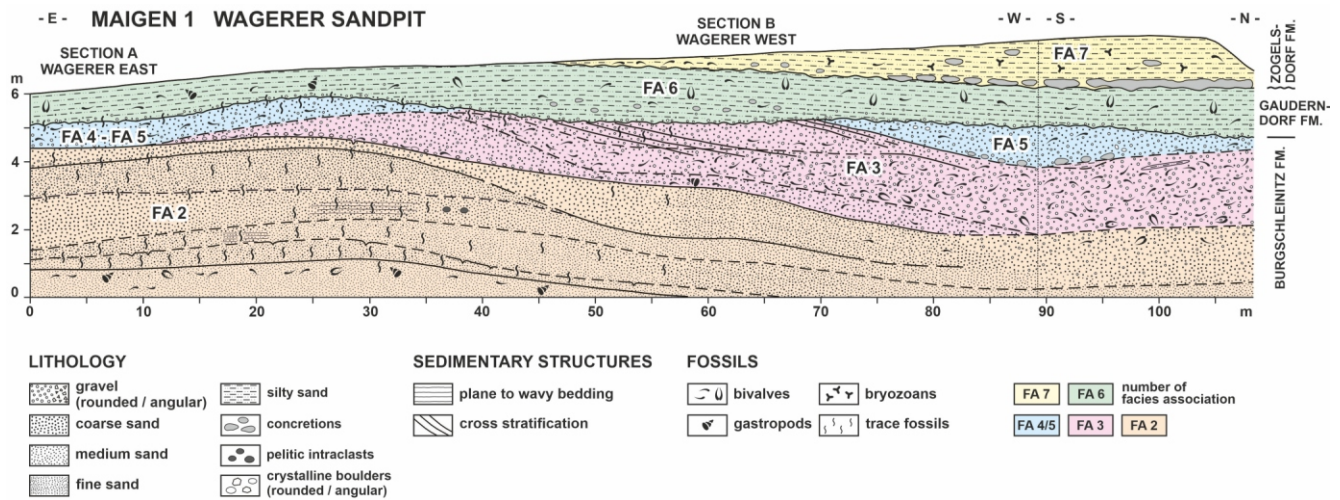 - E - MAIGEN 1 WAGERER SANDPIT
SECTION A
WAGERER EAST
SECTION B
WAGERER WEST
- W - - S -
- N -
m
6
4
2
0
FA 7
FA 6
FA 4 - FA 5
FA 5
FA 3
FA 2
ZOGELS-
DORF FM.
GAUDERN-
DORF FM.
BURGSCHLEINITZ FM.
0 10 20 30 40 50 60 70 80 90 100 m
LITHOLOGY
gravel
(rounded / angular)
coarse sand
medium sand
fine sand
silty sand
concretions
pelitic intraclasts
crystalline boulders
(rounded / angular)
SEDIMENTARY STRUCTURES
plane to wavy bedding
cross stratification
FOSSILS
bivalves
gastropods
bryozoans
trace fossils
FA 7 FA 6 number of
facies association
FA 4/5 FA 3 FA 2